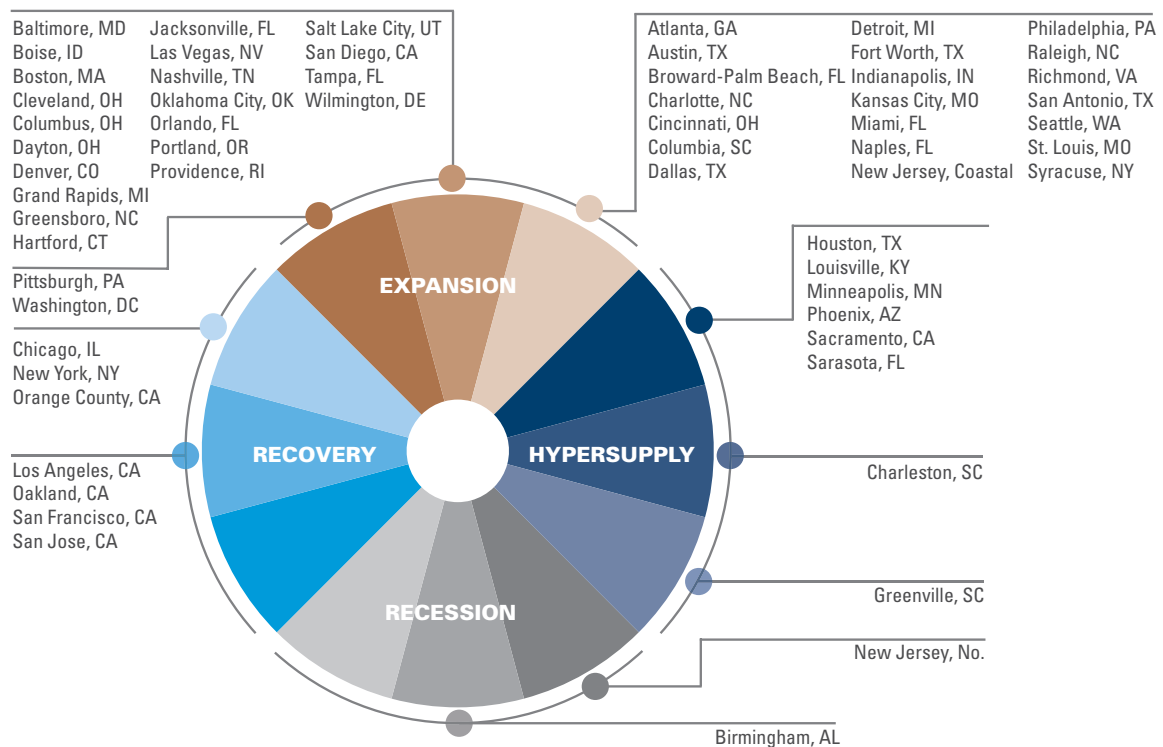 Baltimore, MD
Boise, ID
Boston, MA
Cleveland, OH
Columbus, OH
Dayton, OH
Denver, CO
Grand Rapids, MI
Greensboro, NC
Hartford, CT
Jacksonville, FL
Las Vegas, NV
Nashville, TN
Oklahoma City, OK
Orlando, FL
Portland, OR
Providence, RI
Salt Lake City, UT
San Diego, CA
Tampa, FL
Wilmington, DE
Atlanta, GA
Austin, TX
Broward-Palm Beach, FL
Charlotte, NC
Cincinnati, OH
Columbia, SC
Dallas, TX
Detroit, MI
Fort Worth, TX
Indianapolis, IN
Kansas City, MO
Miami, FL
Naples, FL
New Jersey, Coastal
Philadelphia, PA
Raleigh, NC
Richmond, VA
San Antonio, TX
Seattle, WA
St. Louis, MO
Syracuse, NY
Pittsburgh, PA
Washington, DC
EXPANSION
Houston, TX
Louisville, KY
Minneapolis, MN
Phoenix, AZ
Sacramento, CA
Sarasota, FL
Chicago, IL
New York, NY
Orange County, CA
RECOVERY
HYPERSUPPLY
Los Angeles, CA
Oakland, CA
San Francisco, CA
San Jose, CA
Charleston, SC
Greenville, SC
RECESSION
New Jersey, No.
Birmingham, AL